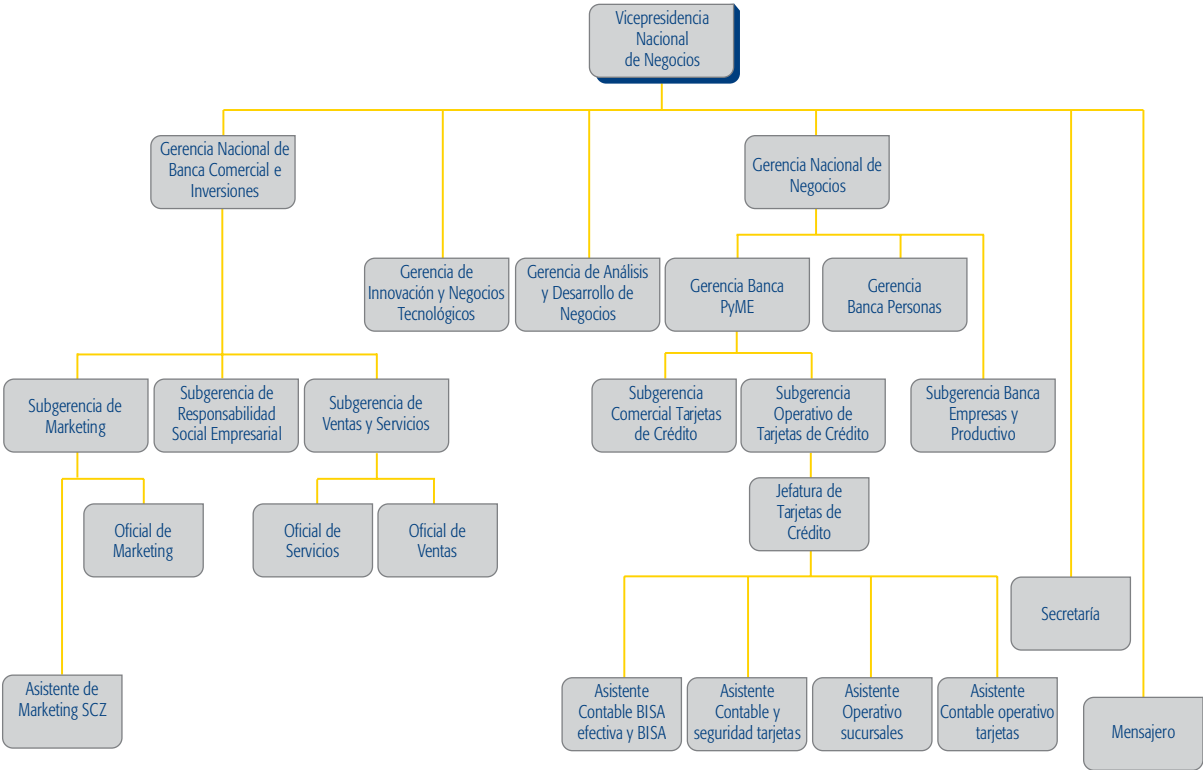 Vicepresidencia
Nacional
de Negocios
Gerencia Nacional de
Banca Comercial e
Inversiones
Gerencia Nacional de
Negocios
Gerencia de
Innovación y Negocios
Tecnológicos
Gerencia de Análisis
y Desarrollo de
Negocios
Gerencia Banca
PyME
Gerencia
Banca Personas
Subgerencia de
Marketing
Subgerencia de
Responsabilidad
Social Empresarial
Subgerencia de
Ventas y Servicios
Subgerencia
Comercial Tarjetas
de Crédito
Subgerencia
Operativo de
Tarjetas de Crédito
Subgerencia Banca
Empresas y
Productivo
Oficial de
Marketing
Oficial de
Servicios
Oficial de
Ventas
Jefatura de
Tarjetas de
Crédito
Secretaría
Asistente de
Marketing SCZ
Asistente
Contable BISA
efectiva y BISA
Asistente
Contable y
seguridad tarjetas
Asistente
Operativo
sucursales
Asistente
Contable operativo
tarjetas
Mensajero